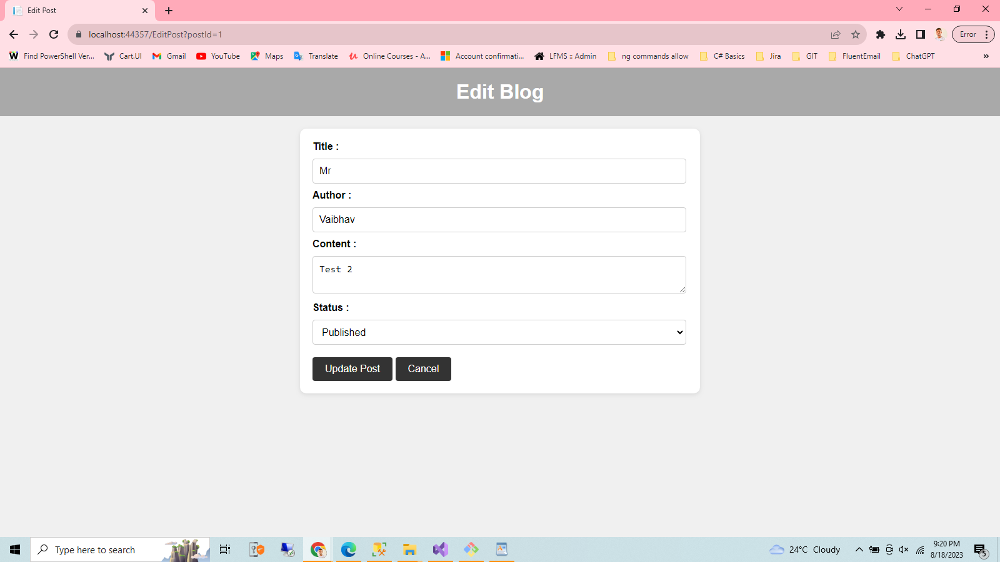 Edit Post
localhost:44357/EditPost?postId=1
Error
Find PowerShell Ver...
Cart.UI
Gmail
YouTube
Maps
Translate
Online Courses - A...
Account confirmati...
LFMS :: Admin
ng commands allow
C# Basics
Jira
GIT
FluentEmail
ChatGPT
»
Edit Blog
Title :
Mr
Author :
Vaibhav
Content :
Test 2
Status :
Published
Update Post
Cancel
Type here to search
24°C Cloudy
9:20 PM
8/18/2023
5